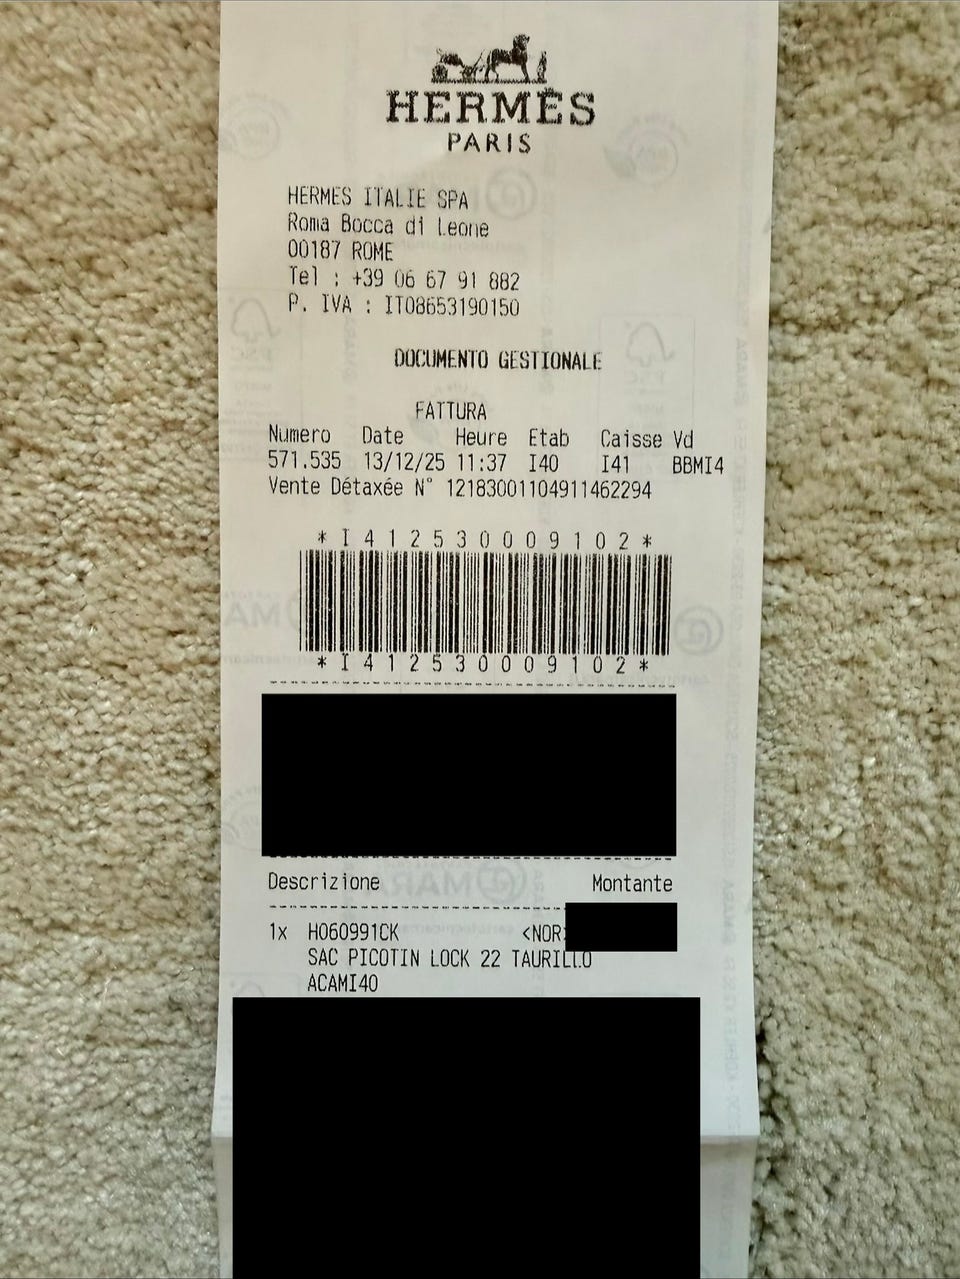 HERMÈS
PARIS
HERMES ITALIE SPA
Roma Bocca di Leone
00187 ROME
Tel : +39 06 67 91 882
P. IVA : IT08653190150
DOCUMENTO GESTIONALE
FATTURA
Numero Date Heure Etab Caisse Vd
571.535 13/12/25 11:37 I40 I41 BBMI4
Vente Détaxée N° 12183001104911462294
*I412530009102*
*I412530009102*
Descrizione Montante
1x H060991CK <NOR
SAC PICOTIN LOCK 22 TAURILLO
ACAMI40